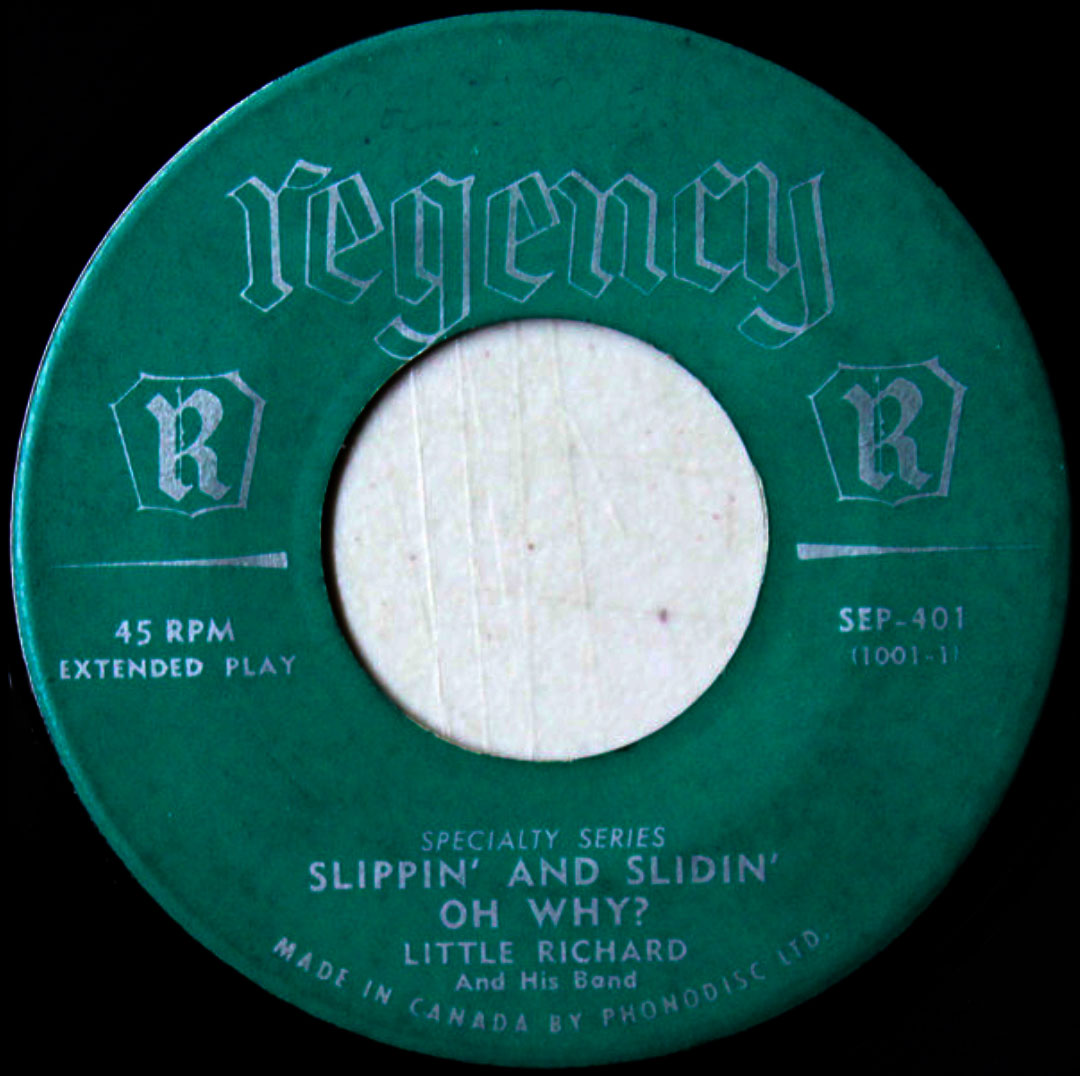 regency
R
R
45 RPM
EXTENDED PLAY
SEP-401
(1001-1)
SPECIALTY SERIES
SLIPPIN' AND SLIDIN'
OH WHY?
LITTLE RICHARD
And His Band
MADE IN CANADA BY PHONODISC LTD.